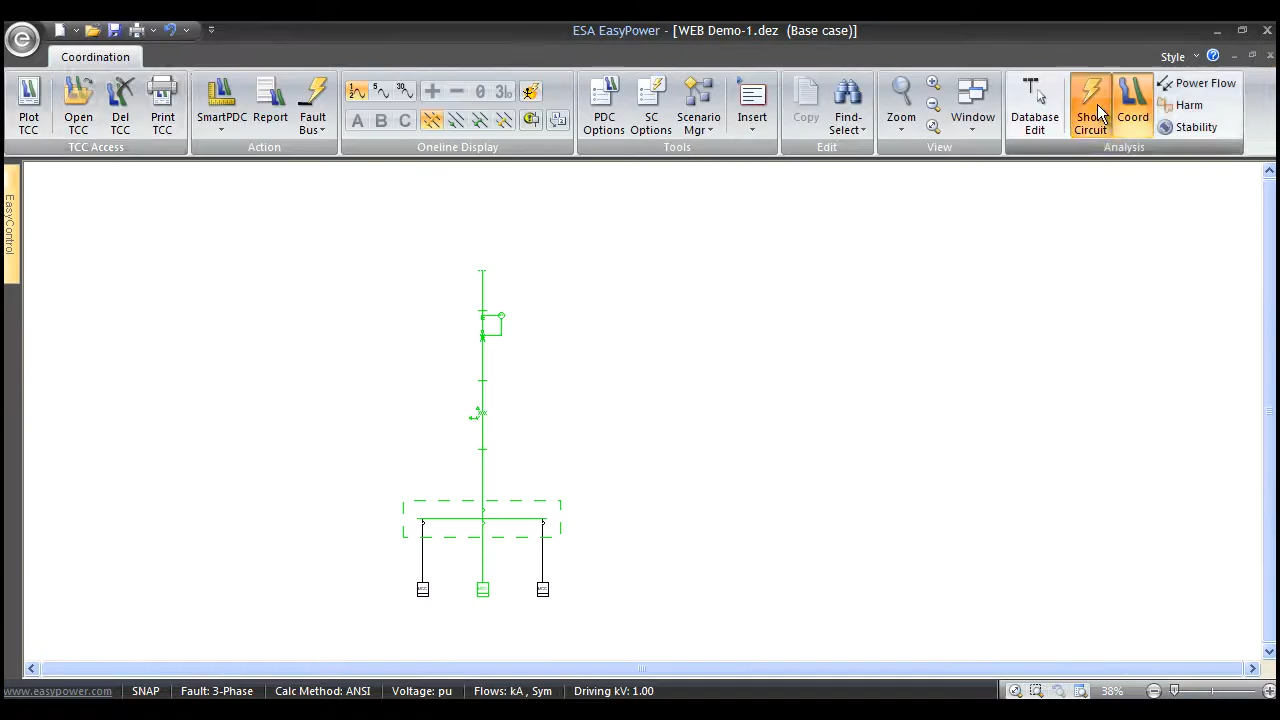 ESA EasyPower - [WEB Demo-1.dez (Base case)]
Coordination
Style
Plot TCC
Open TCC
Del TCC
Print TCC
TCC Access
SmartPDC
Report
Fault Bus
Action
A B C
Oneline Display
PDC Options
SC Options
Scenario Mgr
Insert
Tools
Copy
Find-Select
Edit
Zoom
Window
View
Database Edit
Short Circuit
Coord
Power Flow
Harm
Stability
Analysis
EasyControl
www.easypower.com SNAP Fault: 3-Phase Calc Method: ANSI Voltage: pu Flows: kA , Sym Driving kV: 1.00 38%